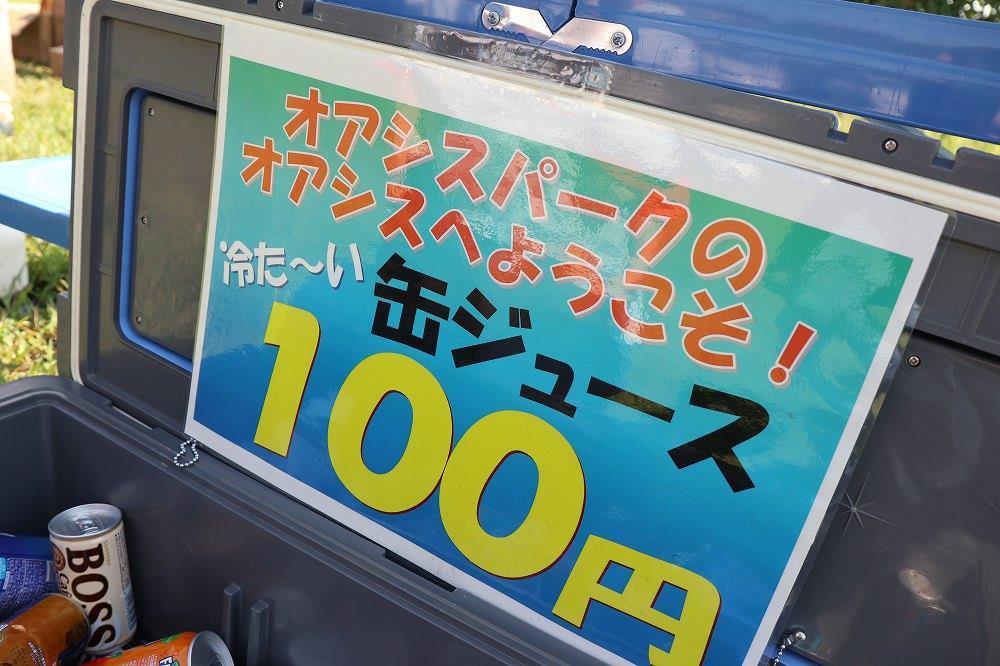 オアシスパークの
オアシスへようこそ!
冷た〜い
缶ジュース
100円
BOSS
Caf